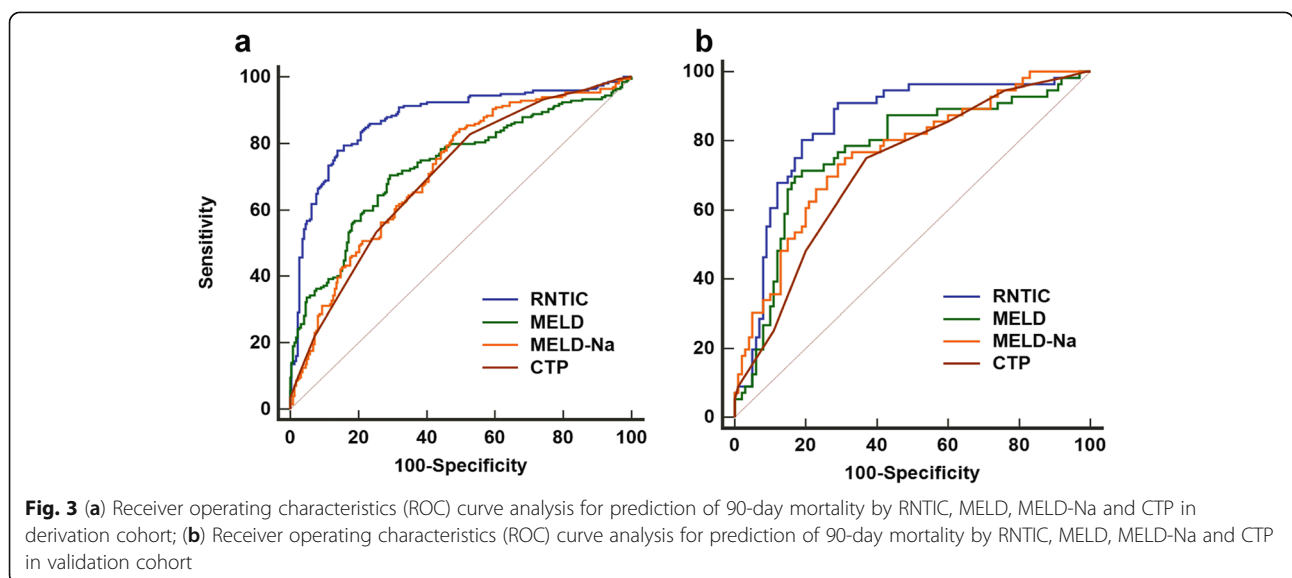 a
100
80
60
40
20
0
Sensitivity
RNTIC
MELD
MELD-Na
CTP
0 20 40 60 80 100
100-Specificity
b
100
80
60
40
20
0
RNTIC
MELD
MELD-Na
CTP
0 20 40 60 80 100
100-Specificity
Fig. 3 (a) Receiver operating characteristics (ROC) curve analysis for prediction of 90-day mortality by RNTIC, MELD, MELD-Na and CTP in
derivation cohort; (b) Receiver operating characteristics (ROC) curve analysis for prediction of 90-day mortality by RNTIC, MELD, MELD-Na and CTP
in validation cohort